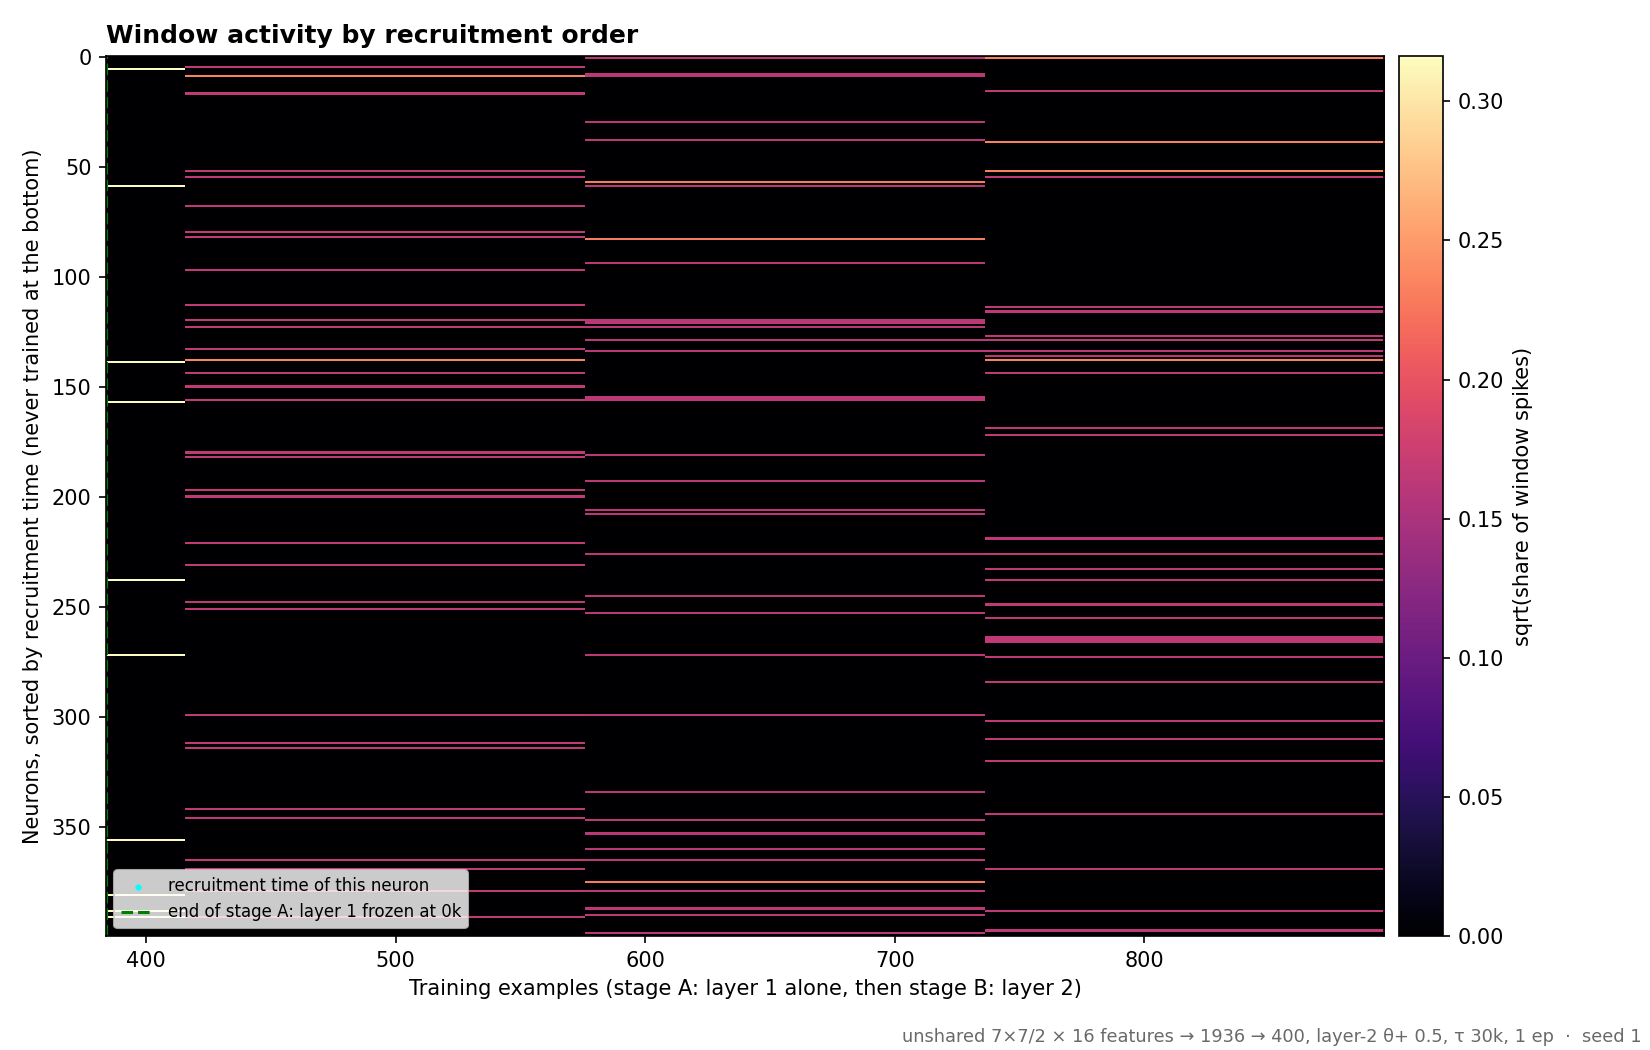 Window activity by recruitment order
0
50
100
150
200
250
300
350
Neurons, sorted by recruitment time (never trained at the bottom)
recruitment time of this neuron
end of stage A: layer 1 frozen at 0k
400
500
600
700
800
Training examples (stage A: layer 1 alone, then stage B: layer 2)
0.30
0.25
0.20
0.15
0.10
0.05
0.00
sqrt(share of window spikes)
unshared 7×7/2 × 16 features → 1936 → 400, layer-2 θ+ 0.5, τ 30k, 1 ep · seed 1